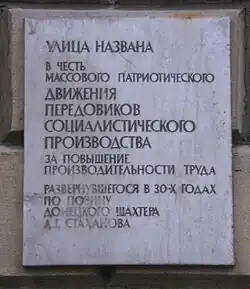 УЛИЦА НАЗВАНА
В ЧЕСТЬ
МАССОВОГО ПАТРИОТИЧЕСКОГО
ДВИЖЕНИЯ
ПЕРЕДОВИКОВ
СОЦИАЛИСТИЧЕСКОГО
ПРОИЗВОДСТВА
ЗА ПОВЫШЕНИЕ
ПРОИЗВОДИТЕЛЬНОСТИ ТРУДА
РАЗВЕРНУВШЕГОСЯ В 30-Х ГОДАХ
ПО ПОЧИНУ
ДОНЕЦКОГО ШАХТЕРА
А.Г. СТАХАНОВА